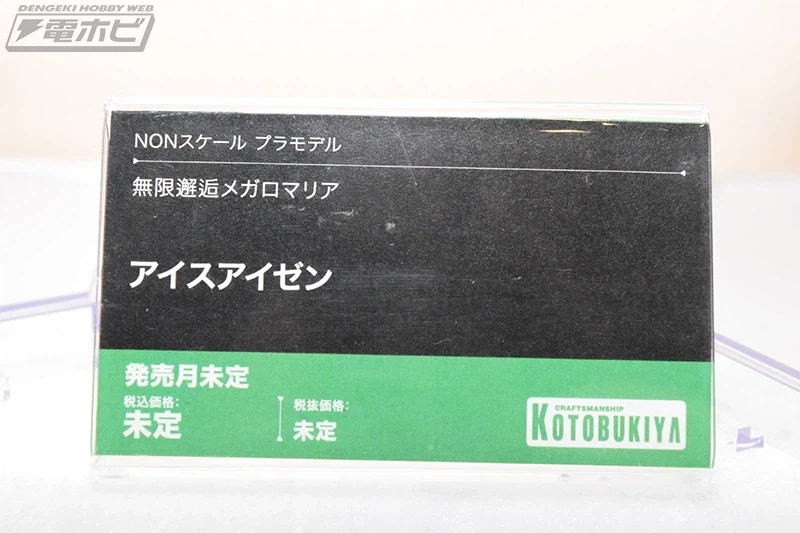 DENGEKI HOBBY WEB
電ホビ
NONスケール プラモデル
無限邂逅メガロマリア
アイスアイゼン
発売月未定
税込価格:
未定
税抜価格:
未定
CRAFTSMANSHIP
KOTOBUKIYA